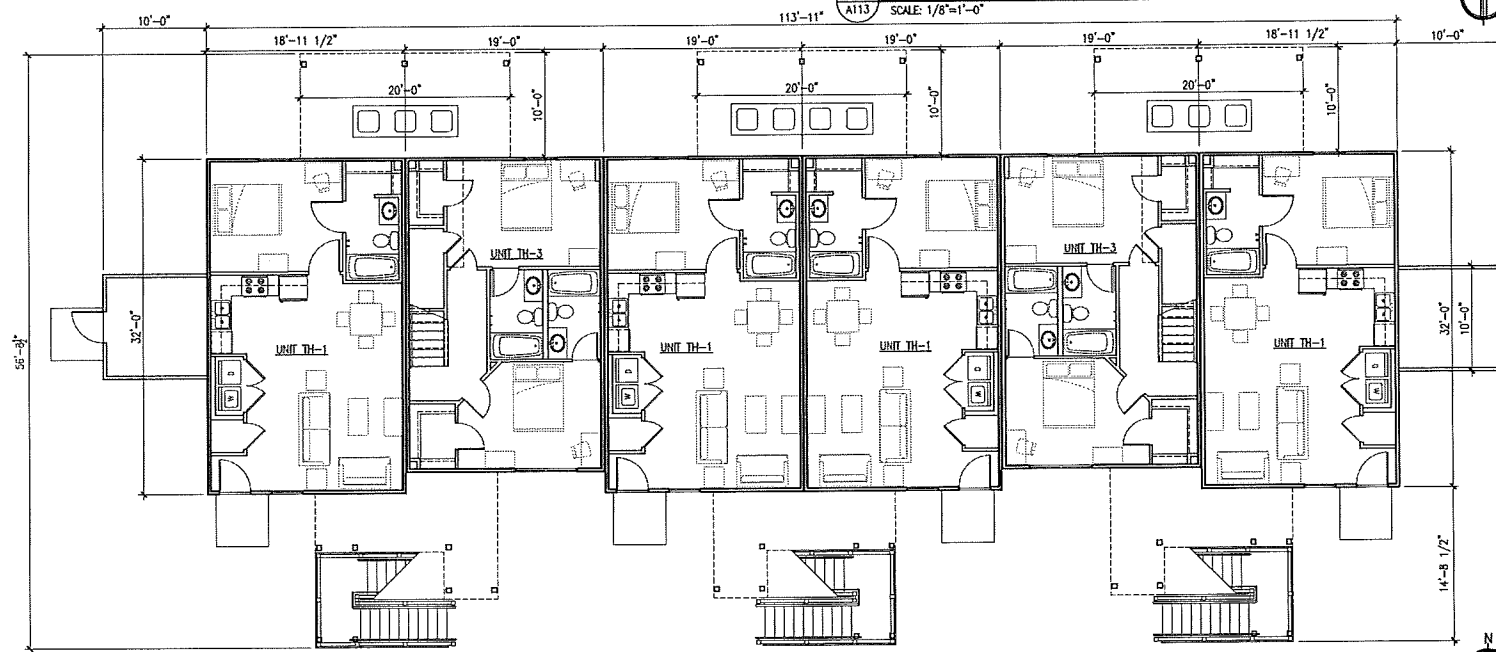 A113 SCALE: 1/8"=1'-0"
10'-0" 113'-11"
18'-11 1/2" 19'-0" 19'-0" 19'-0" 19'-0" 18'-11 1/2" 10'-0"
20'-0" 10'-0" 20'-0" 10'-0" 20'-0" 10'-0"
UNIT TH-3 UNIT TH-3
56'-8½" 32'-0" 32'-0" 10'-0"
UNIT TH-1 UNIT TH-1 UNIT TH-1 UNIT TH-1
D D D D
W W W W
14'-8 1/2"
N